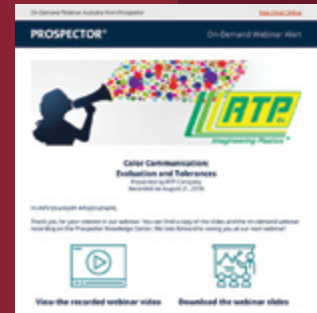 On-Demand Webinar Available from Prospector
View Email Online
PROSPECTOR®
On-Demand Webinar Alert
RTP
Imagineering Plastics®
Color Communication:
Evaluation and Tolerances
Presented by RTP Company
Recorded on August 21, 2018
Thank you for your interest in our webinar. You can find a copy of the slides and the on-demand webinar
recording on the Prospector Knowledge Center. We look forward to seeing you at our next webinar!
View the recorded webinar video
Download the webinar slides